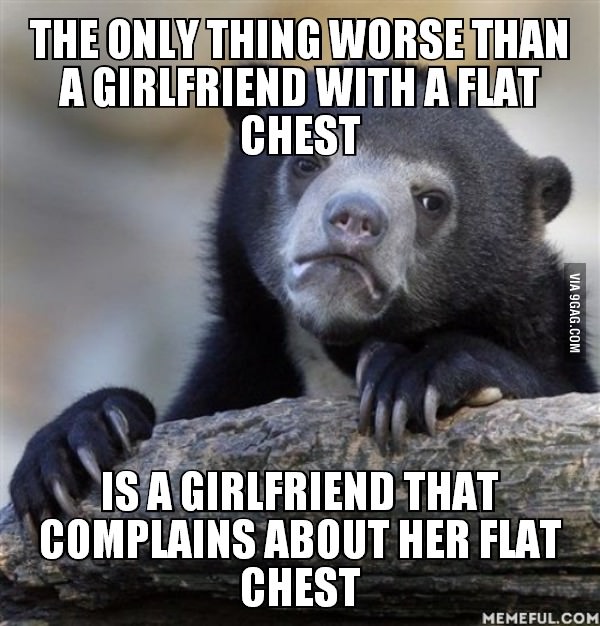 THE ONLY THING WORSE THAN
A GIRLFRIEND WITH A FLAT
CHEST
VIA 9GAG.COM
IS A GIRLFRIEND THAT
COMPLAINS ABOUT HER FLAT
CHEST
MEMEFUL.COM